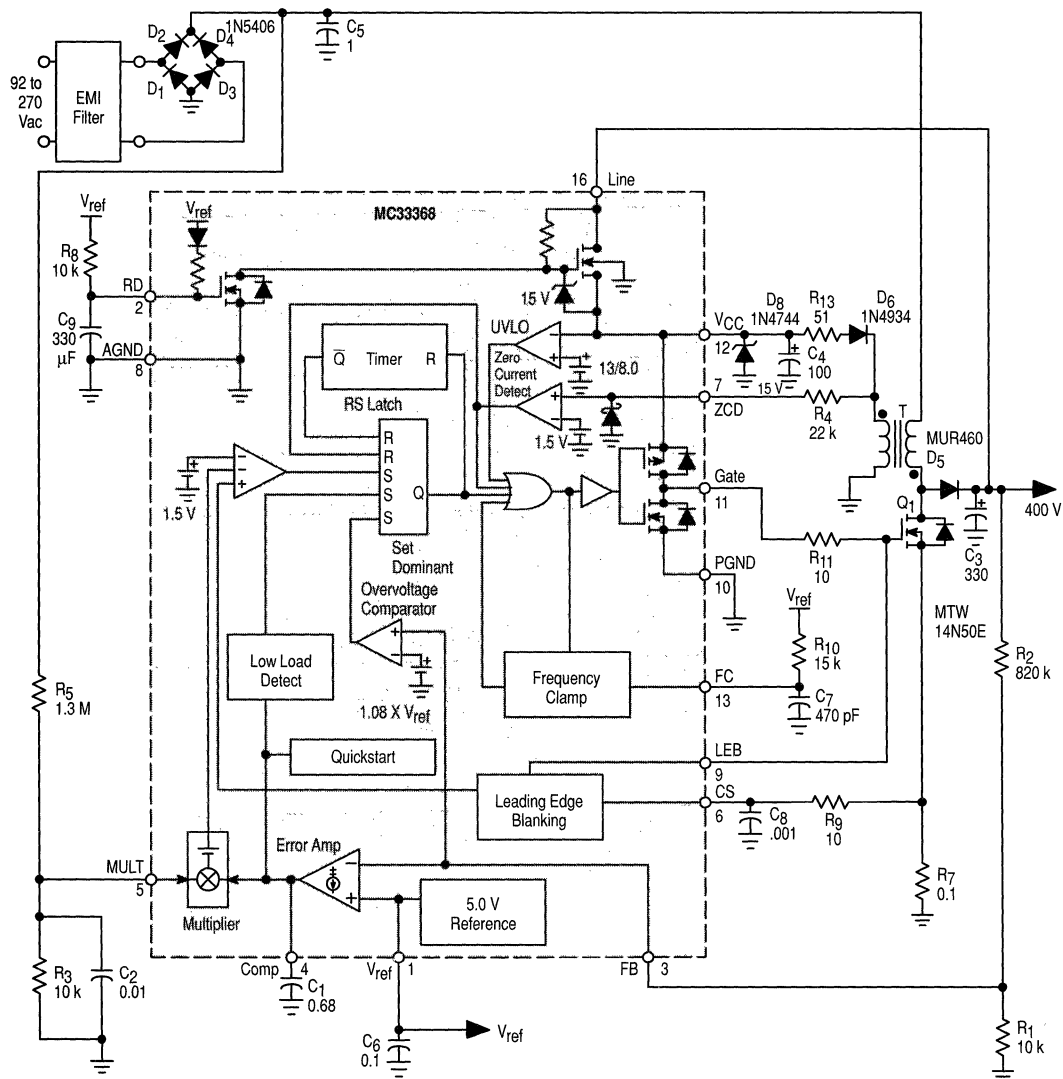 D2
D4
1N5406
C5
1
92 to
270
Vac
EMI
Filter
D1
D3
16
Line
MC33368
Vref
Vref
R8
10 k
RD
2
C9
330
µF
AGND
8
15 V
UVLO
Zero
Current
Detect
13/8.0
1.5 V
VCC
12
D8
1N4744
R13
51
D6
1N4934
C4
100
15 V
7
ZCD
R4
22 k
T
MUR460
D5
Q̅
Timer
R
RS Latch
R
R
S
S
S
Q
Set
Dominant
1.5 V
Overvoltage
Comparator
1.08 X Vref
Low Load
Detect
Quickstart
Gate
11
R11
10
PGND
10
Q1
C3
330
400 V
MTW
14N50E
Vref
R10
15 k
FC
13
C7
470 pF
Frequency
Clamp
R2
820 k
R5
1.3 M
LEB
9
Leading Edge
Blanking
CS
6
C8
.001
R9
10
R7
0.1
MULT
5
Multiplier
Error Amp
5.0 V
Reference
R3
10 k
C2
0.01
Comp
4
C1
0.68
Vref
1
FB
3
C6
0.1
Vref
R1
10 k